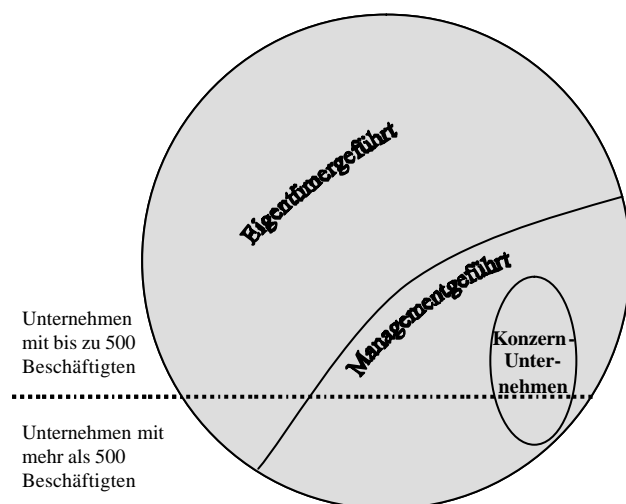 Eigentümergeführt
Managementgeführt
Unternehmen
mit bis zu 500
Beschäftigten
Konzern-
Unter-
nehmen
Unternehmen mit
mehr als 500
Beschäftigten